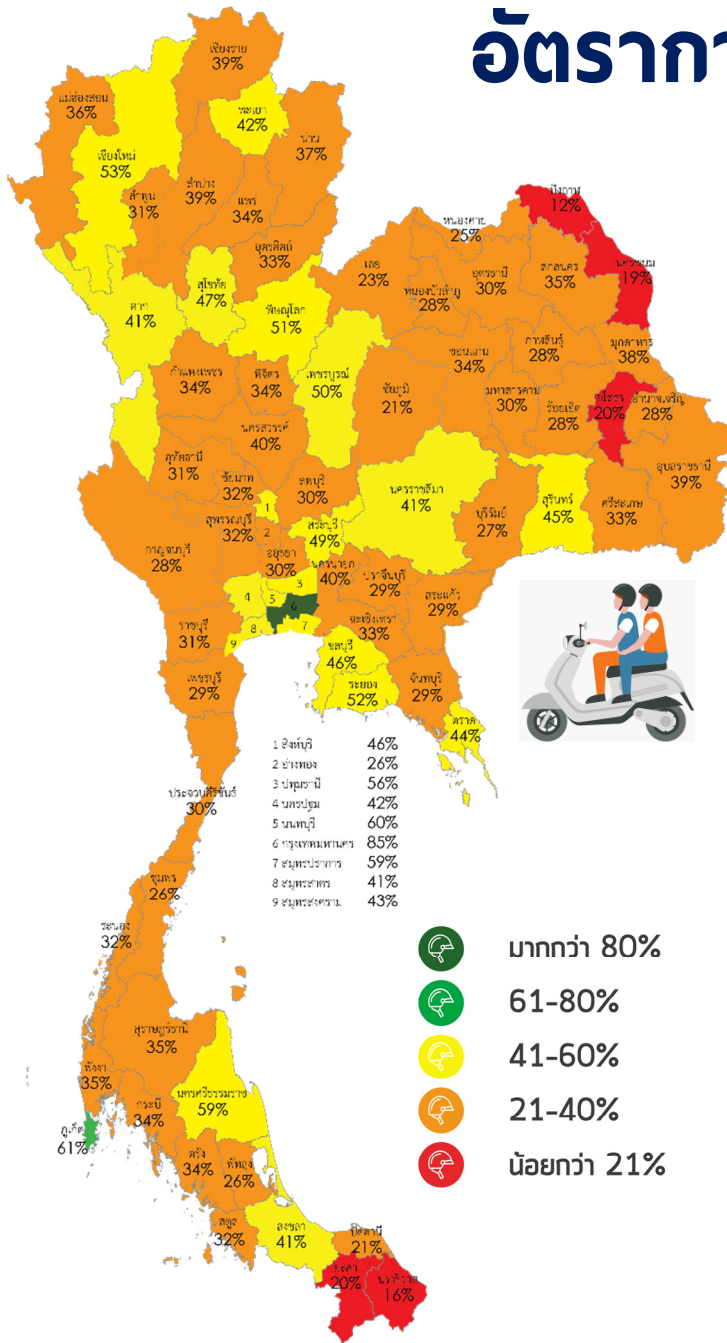 อัตรากา
เชียงราย
39%
แม่ฮ่องสอน
36%
พะเยา
42%
น่าน
37%
เชียงใหม่
53%
ลำปาง
39%
ลำพูน
31%
แพร่
34%
อุตรดิตถ์
33%
บึงกาฬ
12%
หนองคาย
25%
นครพนม
19%
เลย
23%
หนองบัวลำภู
28%
อุดรธานี
30%
สกลนคร
35%
สุโขทัย
47%
ตาก
41%
พิษณุโลก
51%
กำแพงเพชร
34%
พิจิตร
34%
เพชรบูรณ์
50%
ขอนแก่น
34%
กาฬสินธุ์
28%
มุกดาหาร
38%
ชัยภูมิ
21%
มหาสารคาม
30%
ร้อยเอ็ด
28%
ยโสธร
20%
อำนาจเจริญ
28%
นครสวรรค์
40%
อุทัยธานี
31%
ชัยนาท
32%
ลพบุรี
30%
นครราชสีมา
41%
บุรีรัมย์
27%
สุรินทร์
45%
ศรีสะเกษ
33%
อุบลราชธานี
39%
กาญจนบุรี
28%
สุพรรณบุรี
32%
1
2
สระบุรี
49%
อยุธยา
30%
นครนายก
40%
ปราจีนบุรี
29%
สระแก้ว
29%
3
4
5
6
7
8
9
ฉะเชิงเทรา
33%
ราชบุรี
31%
เพชรบุรี
29%
ชลบุรี
46%
ระยอง
52%
จันทบุรี
29%
ตราด
44%
1 สิงห์บุรี 46%
2 อ่างทอง 26%
3 ปทุมธานี 56%
4 นครปฐม 42%
5 นนทบุรี 60%
6 กรุงเทพมหานคร 85%
7 สมุทรปราการ 59%
8 สมุทรสาคร 41%
9 สมุทรสงคราม 43%
ประจวบคีรีขันธ์
30%
ชุมพร
26%
ระนอง
32%
สุราษฎร์ธานี
35%
พังงา
35%
กระบี่
34%
นครศรีธรรมราช
59%
ภูเก็ต
61%
ตรัง
34%
พัทลุง
26%
สตูล
32%
สงขลา
41%
ปัตตานี
21%
ยะลา
20%
นราธิวาส
16%
มากกว่า 80%
61-80%
41-60%
21-40%
น้อยกว่า 21%